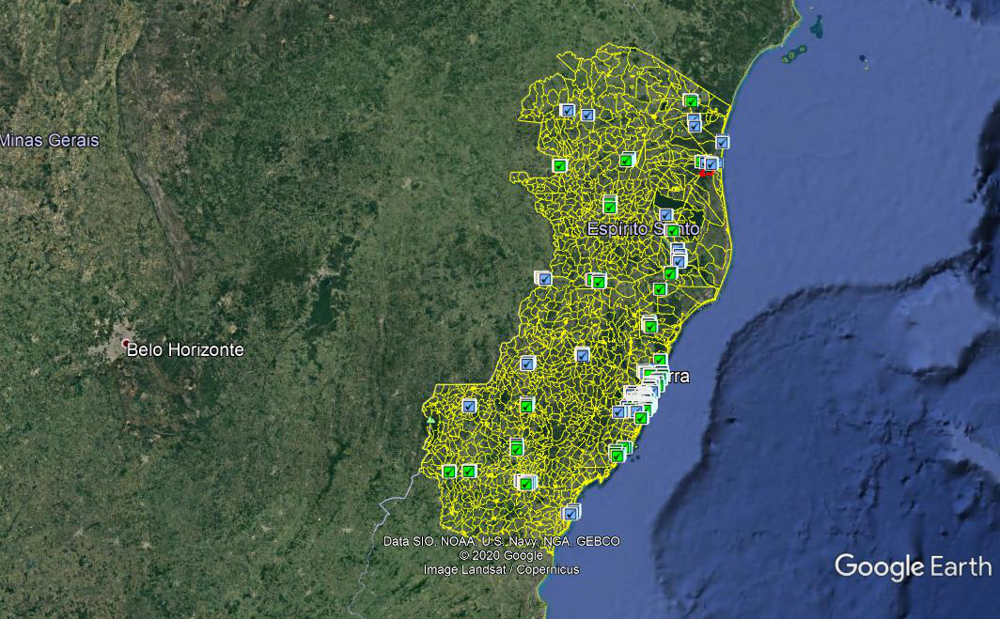 Minas Gerais
Espírito Santo
Belo Horizonte
rra
Data SIO, NOAA, U.S. Navy, NGA, GEBCO
© 2020 Google
Image Landsat / Copernicus
Google Earth